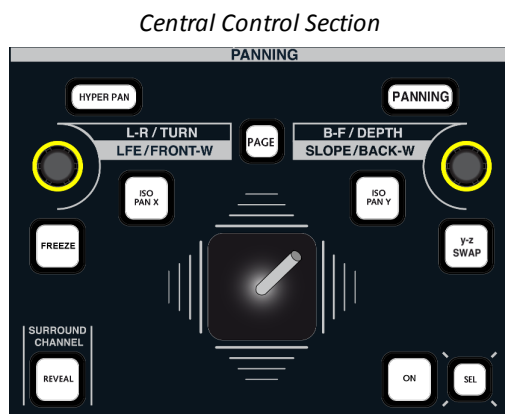 Central Control Section
PANNING
HYPER PAN
PANNING
L-R / TURN
LFE/FRONT-W
PAGE
B-F / DEPTH
SLOPE/BACK-W
ISO
PAN X
ISO
PAN Y
FREEZE
y-z
SWAP
SURROUND
CHANNEL
REVEAL
ON
SEL